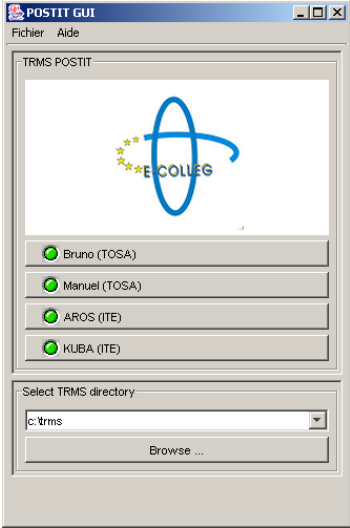 POSTIT GUI
Fichier Aide
TRMS POSTIT
E-COLLEG
Bruno (TOSA)
Manuel (TOSA)
AROS (ITE)
KUBA (ITE)
Select TRMS directory
c:\trms
Browse ...